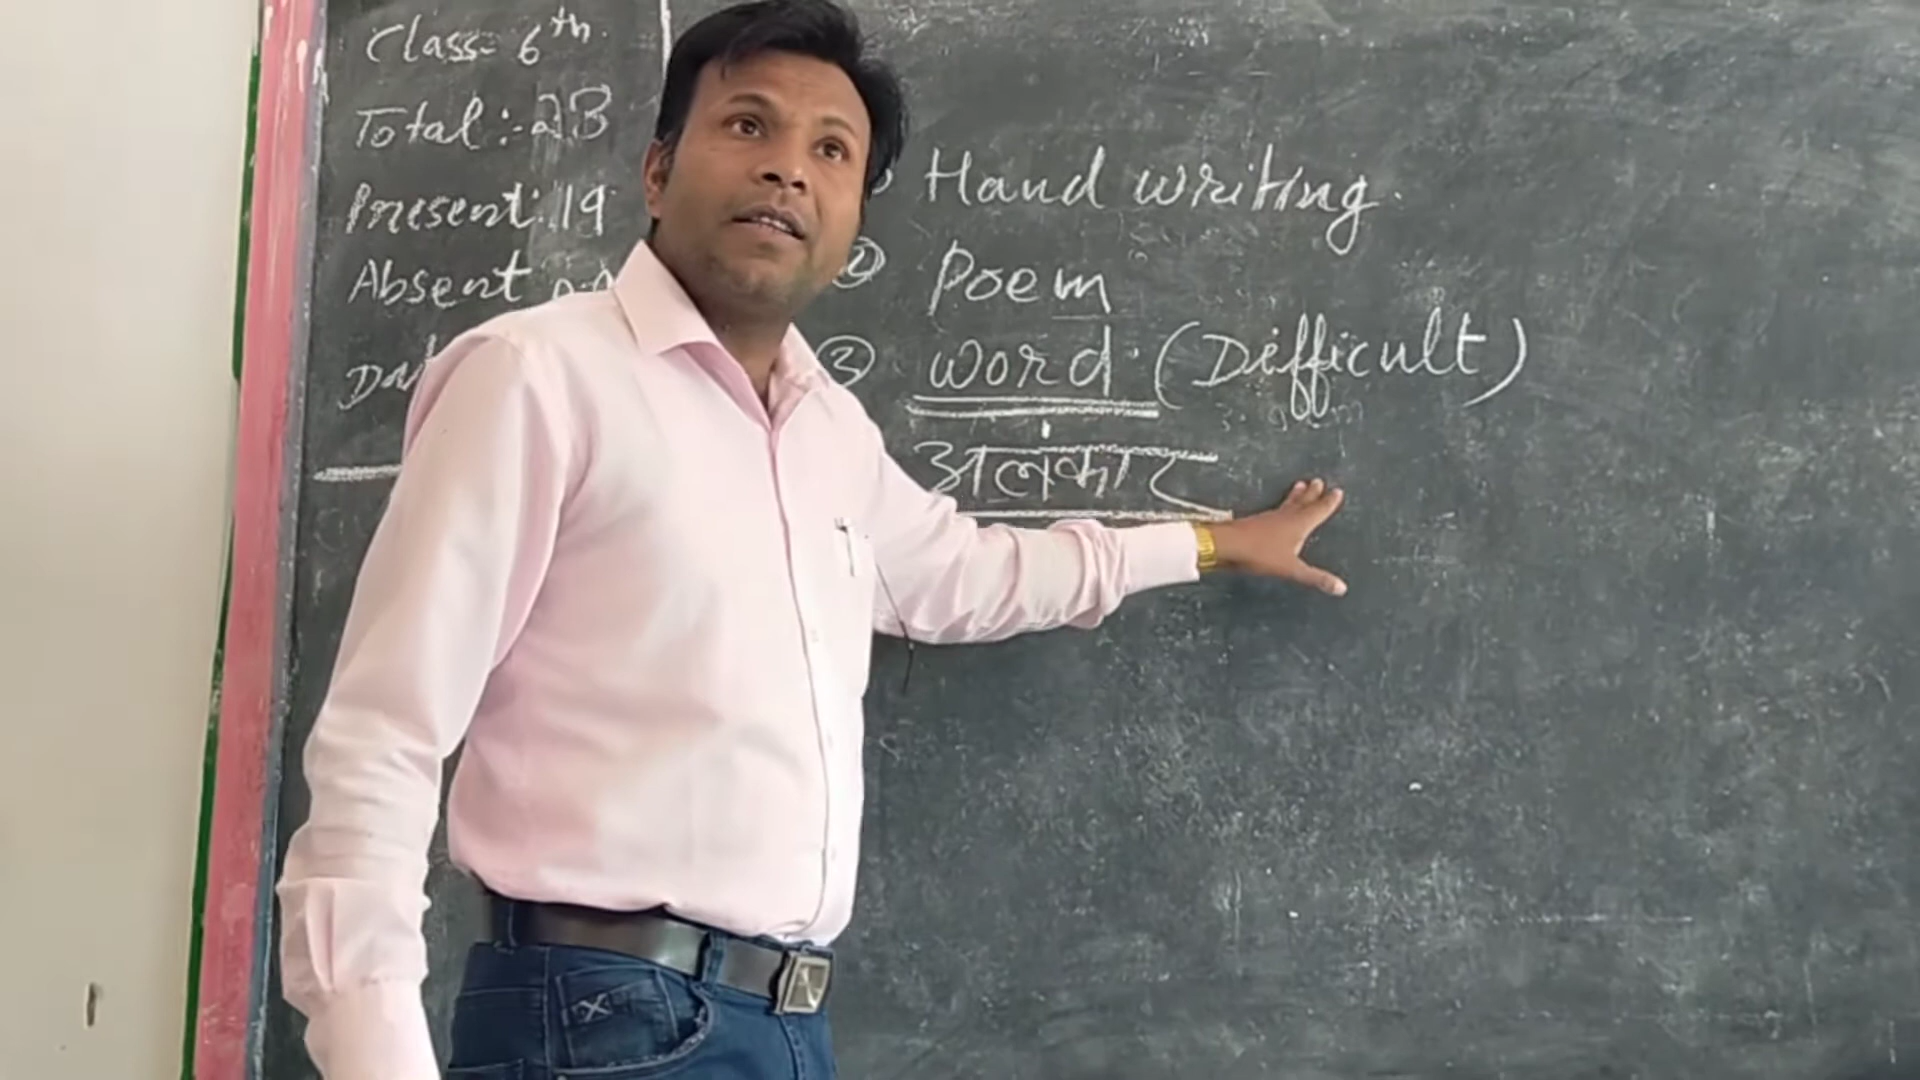 Class- 6th.
Total :- 23
Present: 19
Absent
Hand writing.
② Poem
③ word. (Difficult)
अलंकार